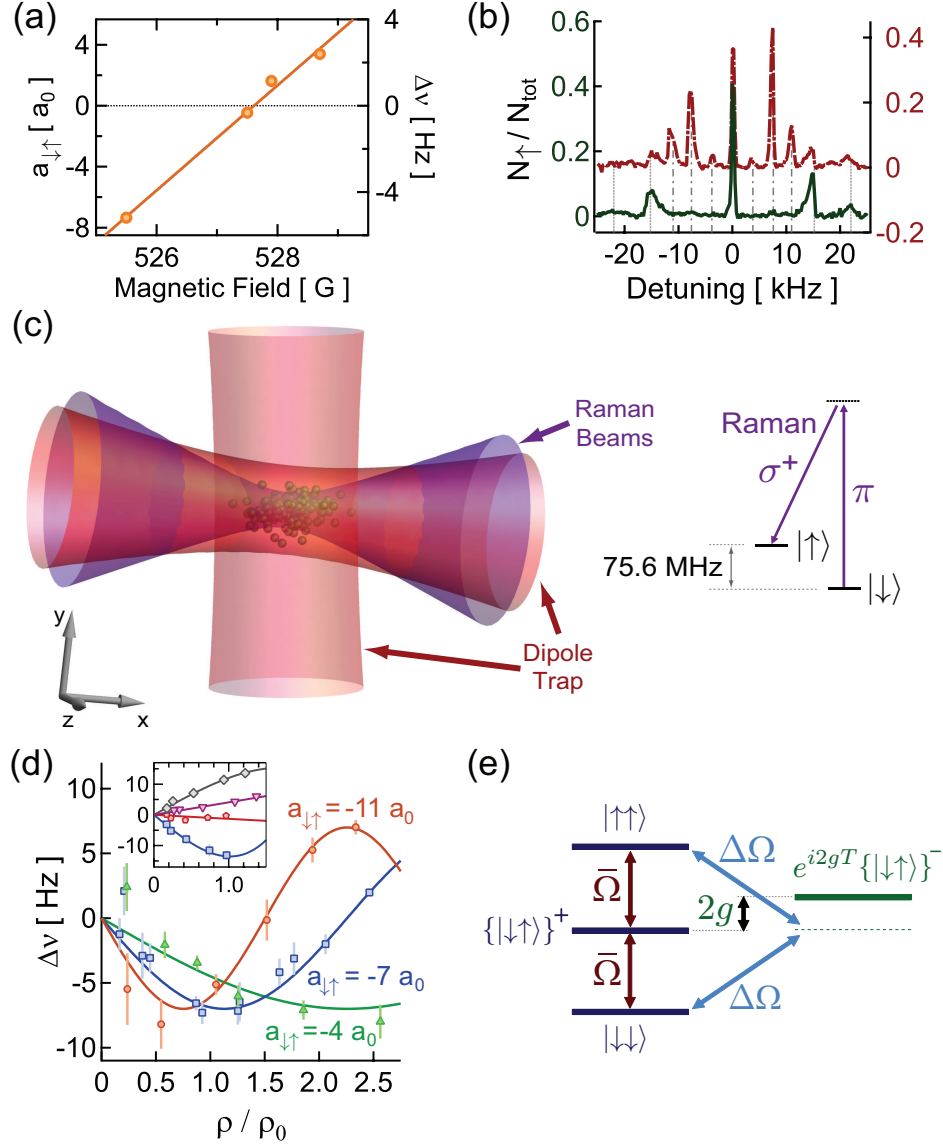 (a)
4
0
-4
-8
a↓↑ [ a₀ ]
4
0
-4
Δν [ Hz ]
526
528
Magnetic Field [ G ]
(b)
0.6
0.4
0.2
0
N↑ / Ntot
0.4
0.2
0
-0.2
-20
-10
0
10
20
Detuning [ kHz ]
(c)
Raman
Beams
Dipole
Trap
y
z
x
Raman
σ⁺
π
|↑⟩
75.6 MHz
|↓⟩
(d)
10
5
0
-5
-10
Δν [ Hz ]
10
0
-10
0
1.0
a↓↑ = -11 a₀
a↓↑ = -7 a₀
a↓↑ = -4 a₀
0
0.5
1.0
1.5
2.0
2.5
ρ / ρ₀
(e)
|↑↑⟩
ΔΩ
e^{i2gT}{|↓↑⟩}⁻
Ω̄
2g
{|↓↑⟩}⁺
Ω̄
ΔΩ
|↓↓⟩